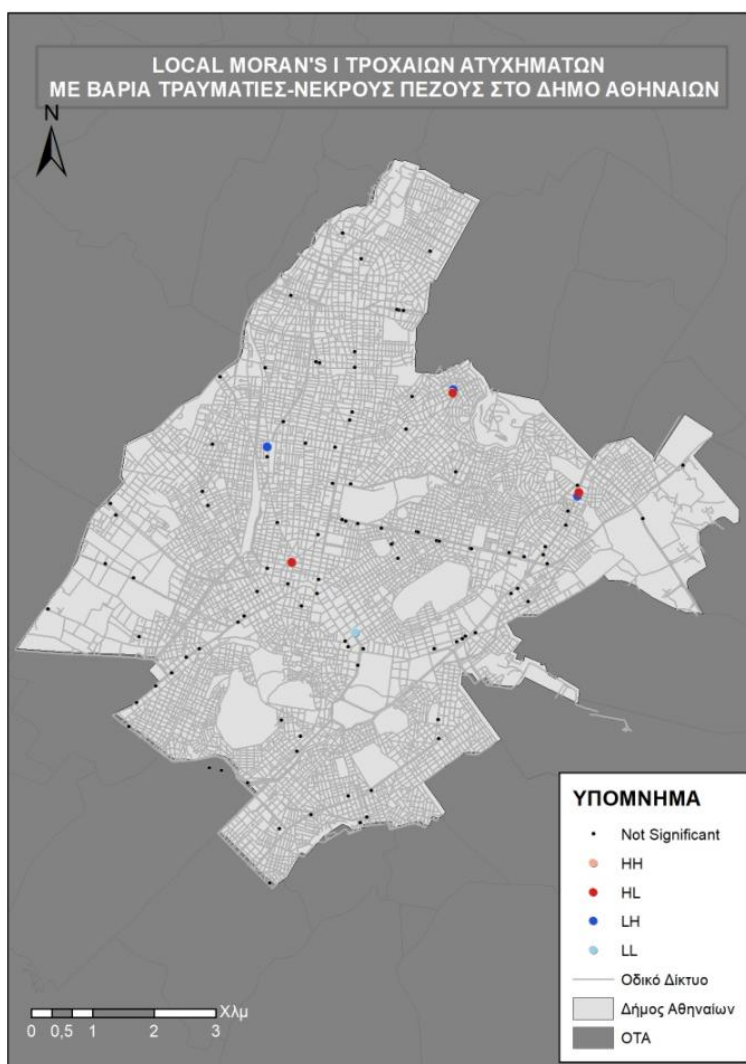 LOCAL MORAN'S I ΤΡΟΧΑΙΩΝ ΑΤΥΧΗΜΑΤΩΝ
ΜΕ ΒΑΡΙΑ ΤΡΑΥΜΑΤΙΕΣ-ΝΕΚΡΟΥΣ ΠΕΖΟΥΣ ΣΤΟ ΔΗΜΟ ΑΘΗΝΑΙΩΝ
N
ΥΠΟΜΝΗΜΑ
Not Significant
HH
HL
LH
LL
Οδικό Δίκτυο
Δήμος Αθηναίων
ΟΤΑ
Χλμ
0 0,5 1 2 3